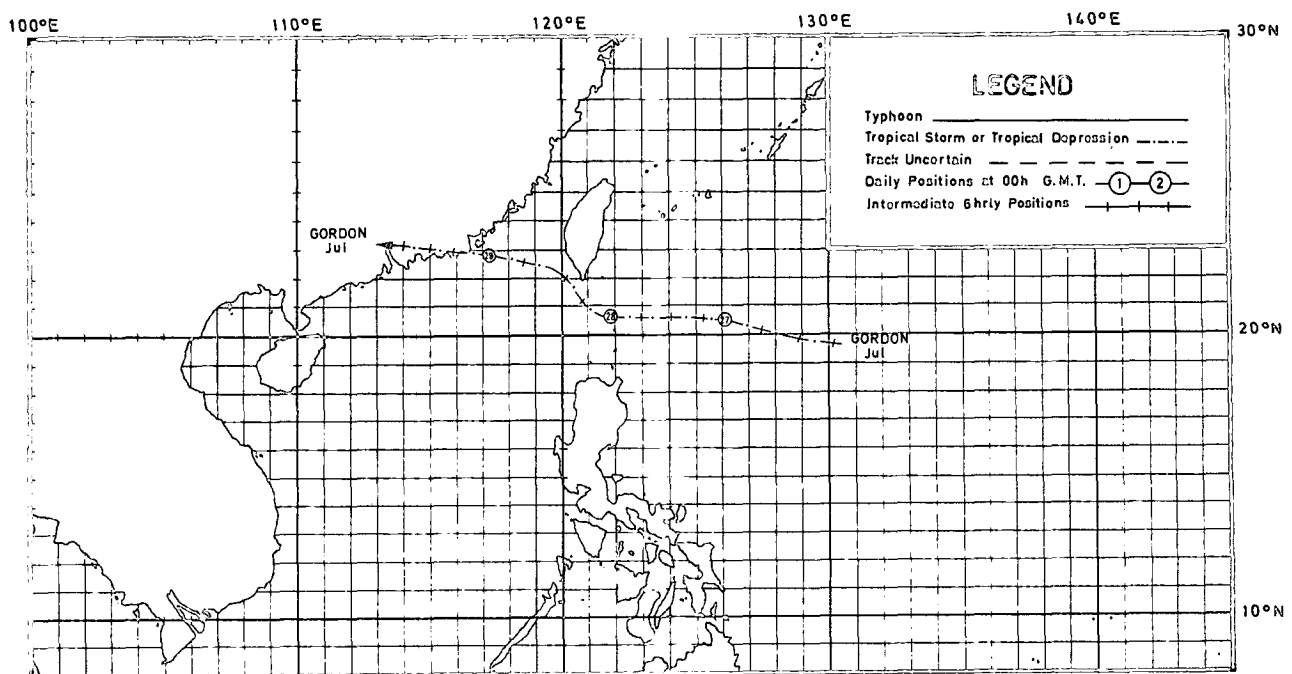 100°E 110°E 120°E 130°E 140°E
30°N
LEGEND
Typhoon
Tropical Storm or Tropical Depression
Track Uncertain
Daily Positions at 00h G.M.T. 1 2
Intermediate 6hrly Positions
GORDON
Jul
29
28
27
20°N
GORDON
Jul
10°N